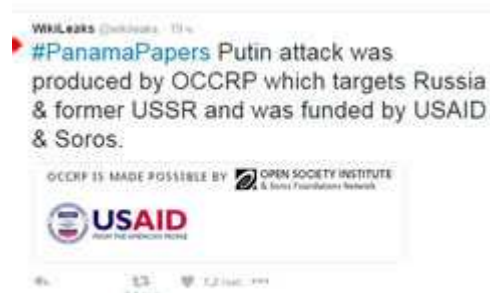 WikiLeaks @wikileaks
#PanamaPapers Putin attack was
produced by OCCRP which targets Russia
& former USSR and was funded by USAID
& Soros.
OCCRP IS MADE POSSIBLE BY OPEN SOCIETY INSTITUTE
& Soros Foundations Network
USAID
FROM THE AMERICAN PEOPLE